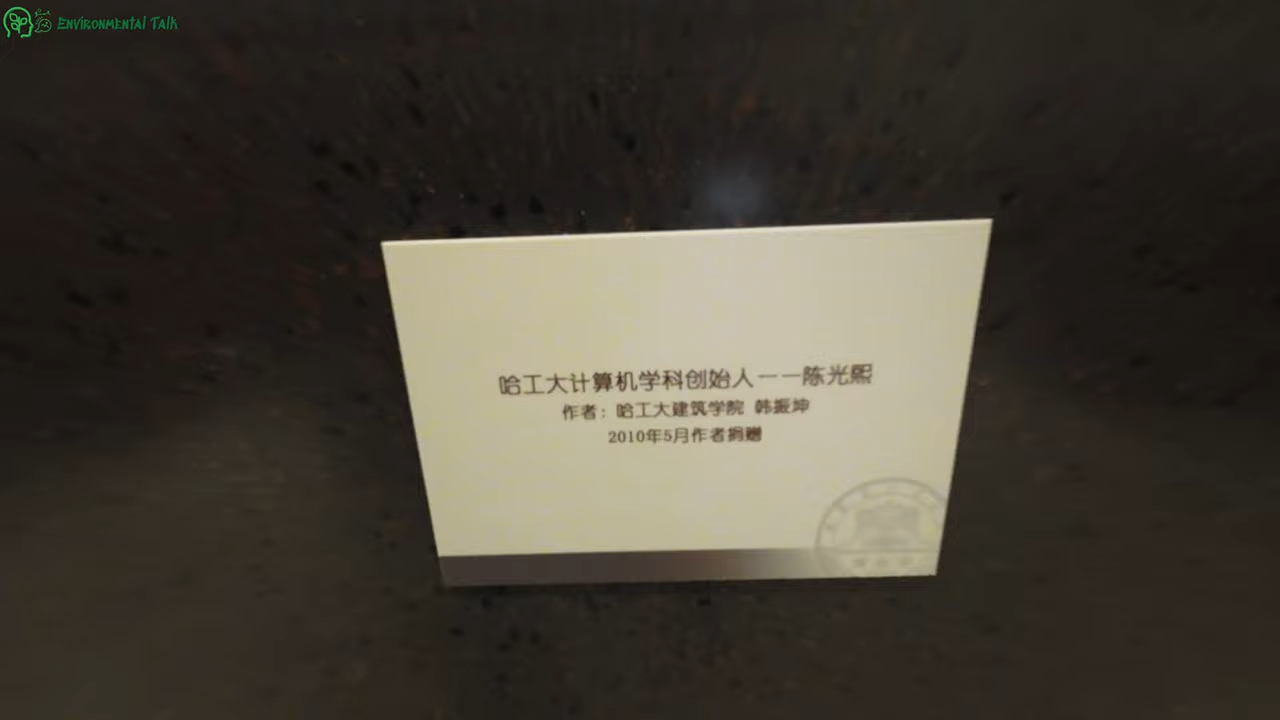 Environmental Talk
哈工大计算机学科创始人——陈光熙
作者：哈工大建筑学院 韩振坤
2010年5月作者捐赠